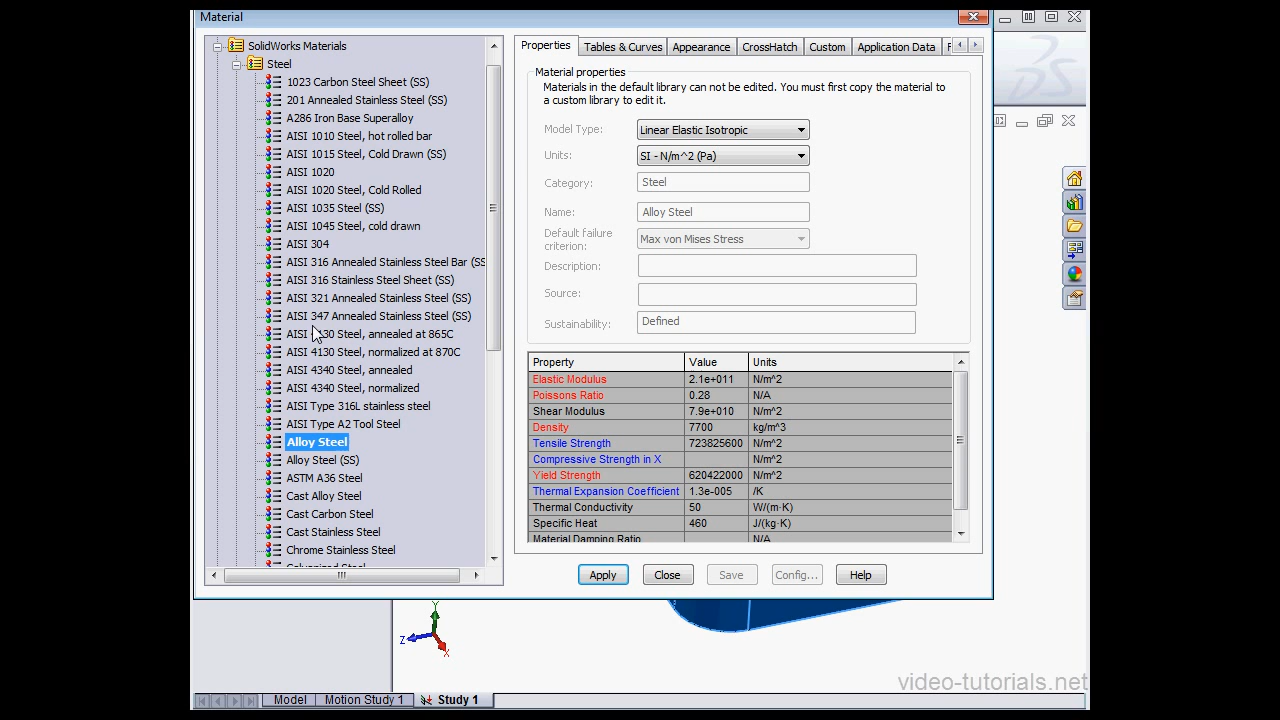 Material
SolidWorks Materials
Steel
1023 Carbon Steel Sheet (SS)
201 Annealed Stainless Steel (SS)
A286 Iron Base Superalloy
AISI 1010 Steel, hot rolled bar
AISI 1015 Steel, Cold Drawn (SS)
AISI 1020
AISI 1020 Steel, Cold Rolled
AISI 1035 Steel (SS)
AISI 1045 Steel, cold drawn
AISI 304
AISI 316 Annealed Stainless Steel Bar (SS
AISI 316 Stainless Steel Sheet (SS)
AISI 321 Annealed Stainless Steel (SS)
AISI 347 Annealed Stainless Steel (SS)
AISI 4130 Steel, annealed at 865C
AISI 4130 Steel, normalized at 870C
AISI 4340 Steel, annealed
AISI 4340 Steel, normalized
AISI Type 316L stainless steel
AISI Type A2 Tool Steel
Alloy Steel
Alloy Steel (SS)
ASTM A36 Steel
Cast Alloy Steel
Cast Carbon Steel
Cast Stainless Steel
Chrome Stainless Steel
Galvanized Steel
Properties Tables & Curves Appearance CrossHatch Custom Application Data F
Material properties
Materials in the default library can not be edited. You must first copy the material to
a custom library to edit it.
Model Type: Linear Elastic Isotropic
Units: SI - N/m^2 (Pa)
Category: Steel
Name: Alloy Steel
Default failure
criterion: Max von Mises Stress
Description:
Source:
Sustainability: Defined
Property Value Units
Elastic Modulus 2.1e+011 N/m^2
Poissons Ratio 0.28 N/A
Shear Modulus 7.9e+010 N/m^2
Density 7700 kg/m^3
Tensile Strength 723825600 N/m^2
Compressive Strength in X N/m^2
Yield Strength 620422000 N/m^2
Thermal Expansion Coefficient 1.3e-005 /K
Thermal Conductivity 50 W/(m·K)
Specific Heat 460 J/(kg·K)
Material Damping Ratio N/A
Apply Close Save Config... Help
Y
Z
X
Model Motion Study 1 Study 1
video-tutorials.net